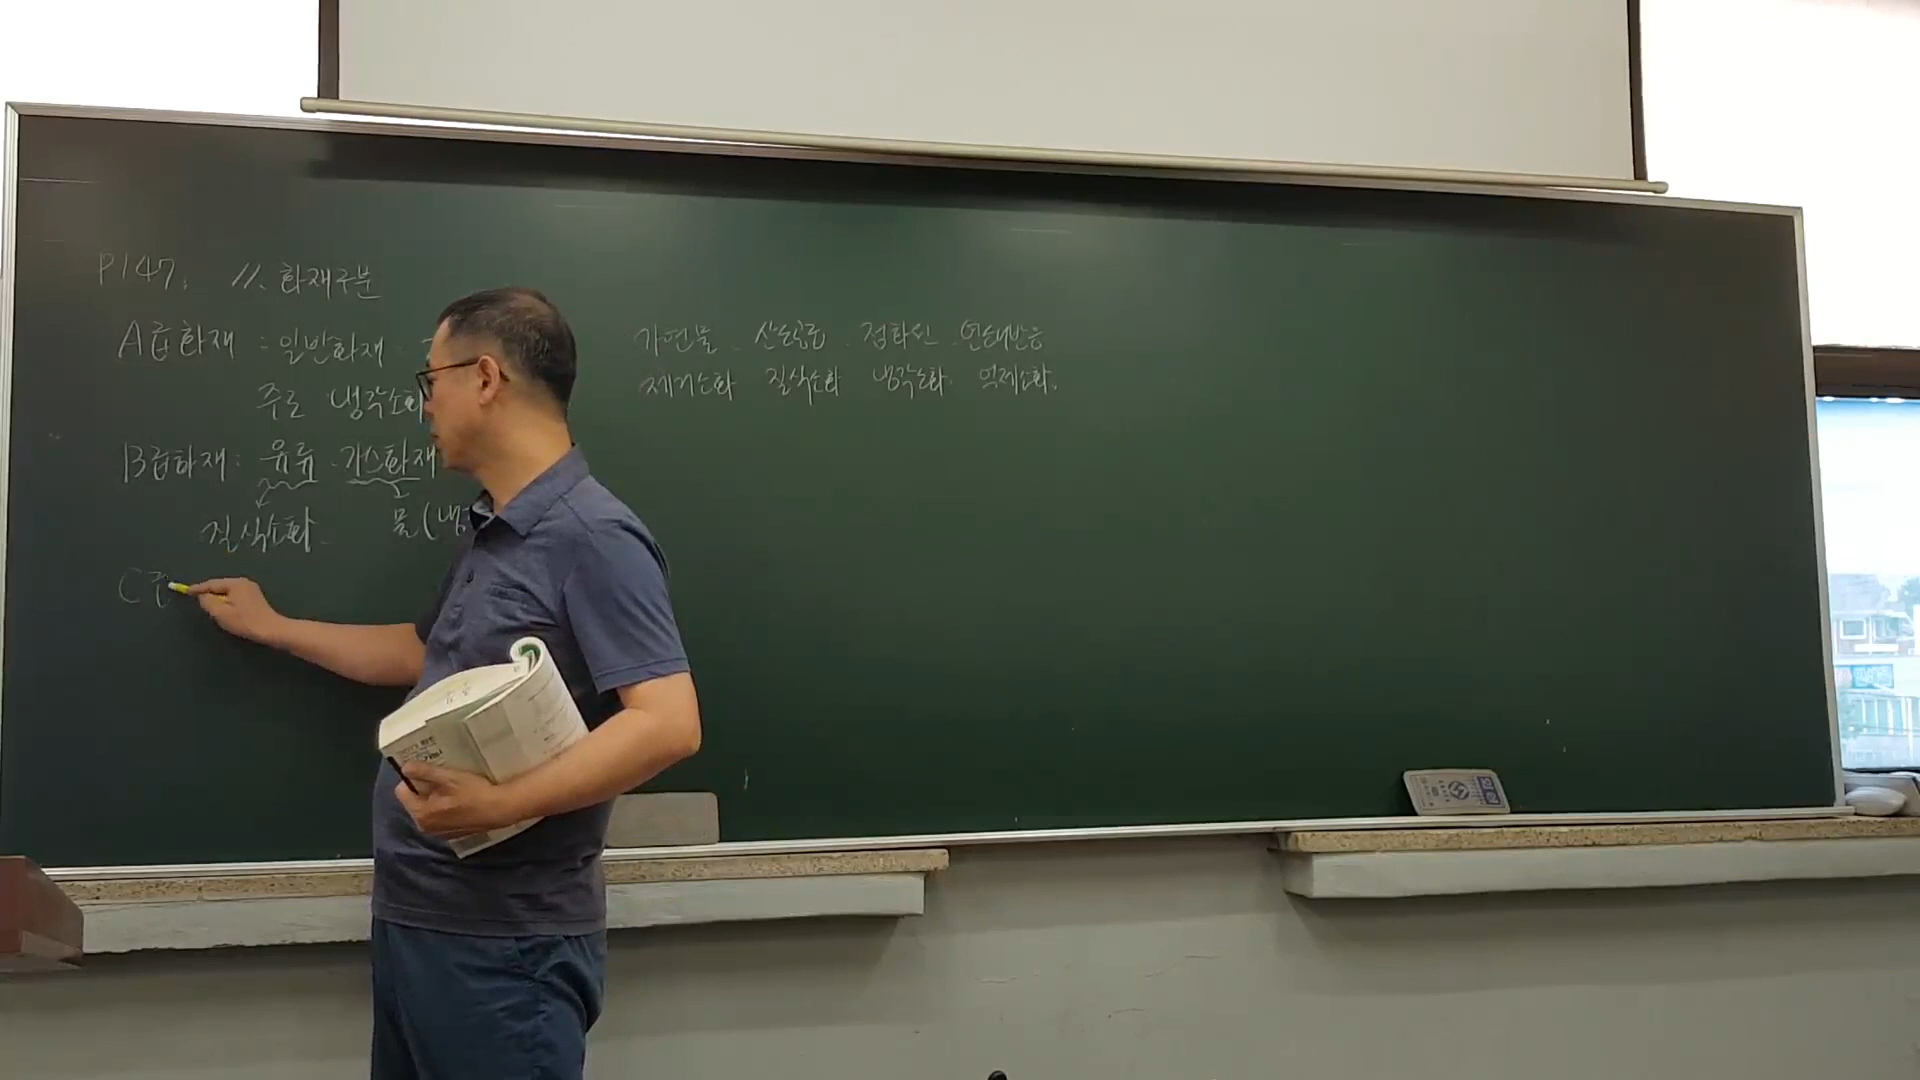 P147. 11. 화재구분
A급화재 : 일반화재
주로 냉각소화
B급화재 : 유류 . 가스화재
질식소화 물(냉
C급
가연물 . 산소공급 . 점화원 . 연쇄반응
제거소화 질식소화 냉각소화 억제소화.